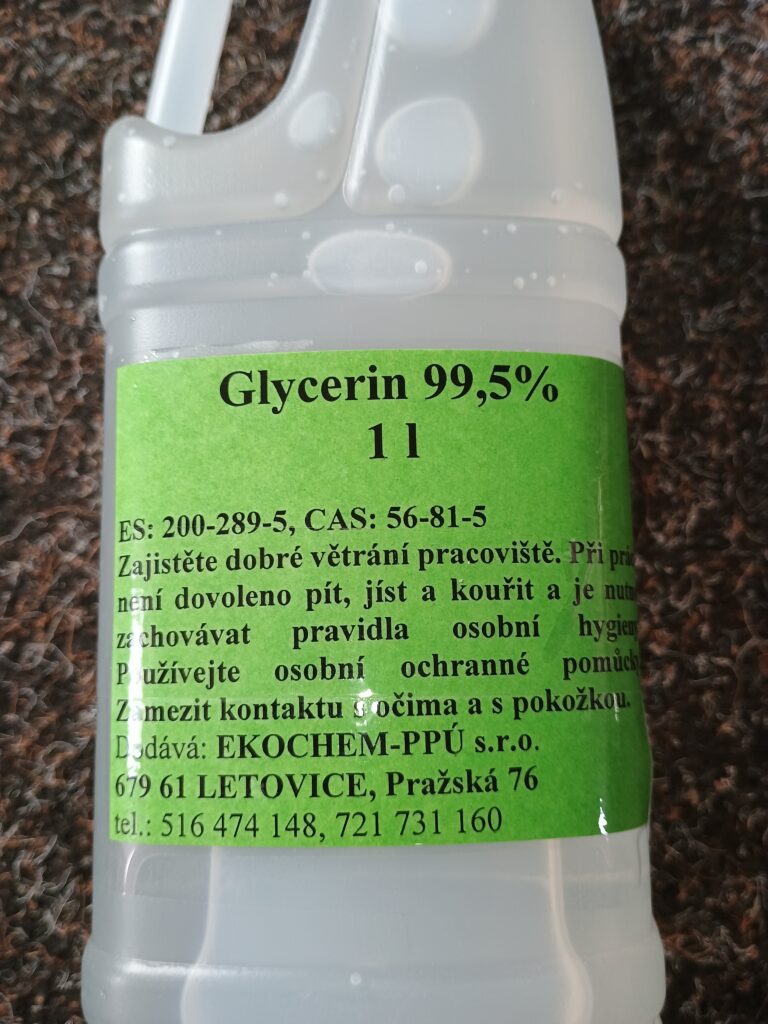 Glycerin 99,5%
1 l
ES: 200-289-5, CAS: 56-81-5
Zajistěte dobré větrání pracoviště. Při
není dovoleno pít, jíst a kouřit a je
zachovávat pravidla osobní
Používejte osobní ochranné
Zamezit kontaktu s očima a s pokožkou.
Dodává: EKOCHEM-PPÚ s.r.o.
679 61 LETOVICE, Pražská 76
tel.: 516 474 148, 721 731 160